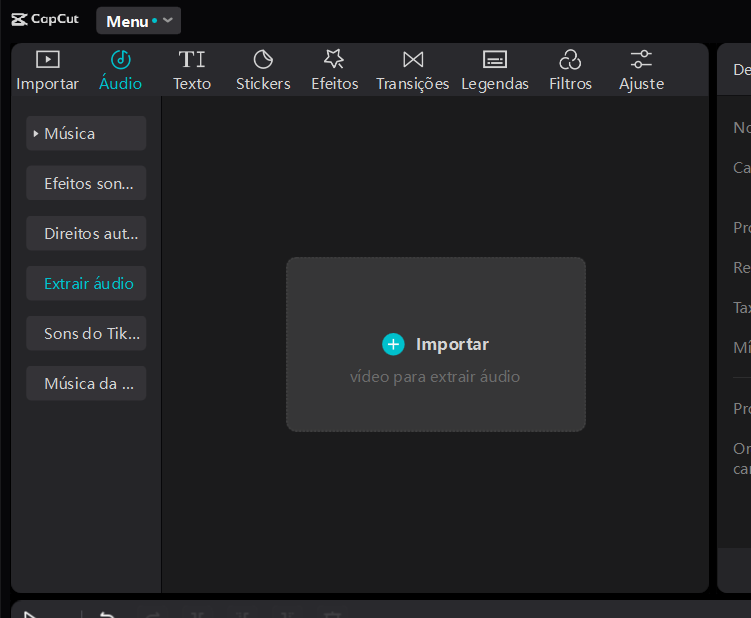 CapCut Menu
Importar Áudio Texto Stickers Efeitos Transições Legendas Filtros Ajuste
De
Música
Efeitos son...
Direitos aut...
Extrair áudio
Sons do Tik...
Música da ...
Importar
vídeo para extrair áudio
No
Ca
Pro
Re
Tax
Mí
Pro
Or
car